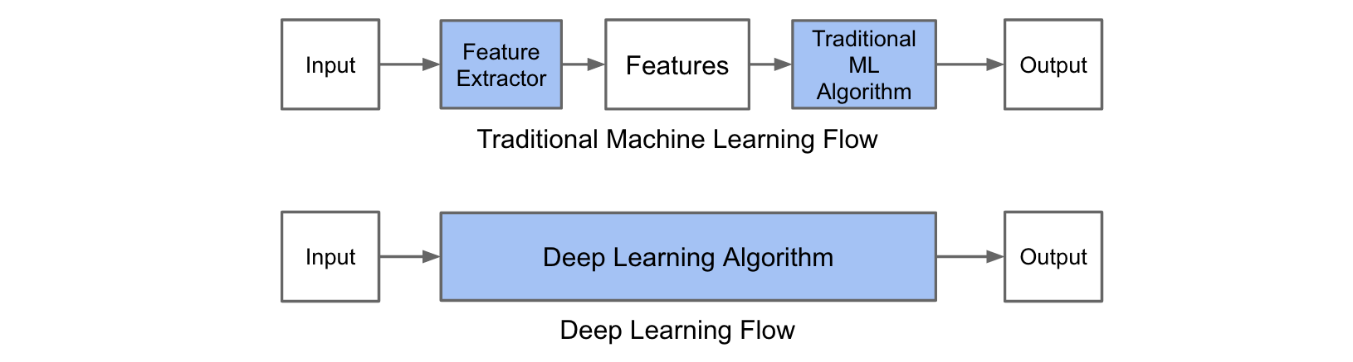 Input
Feature
Extractor
Features
Traditional
ML
Algorithm
Output
Traditional Machine Learning Flow
Input
Deep Learning Algorithm
Output
Deep Learning Flow